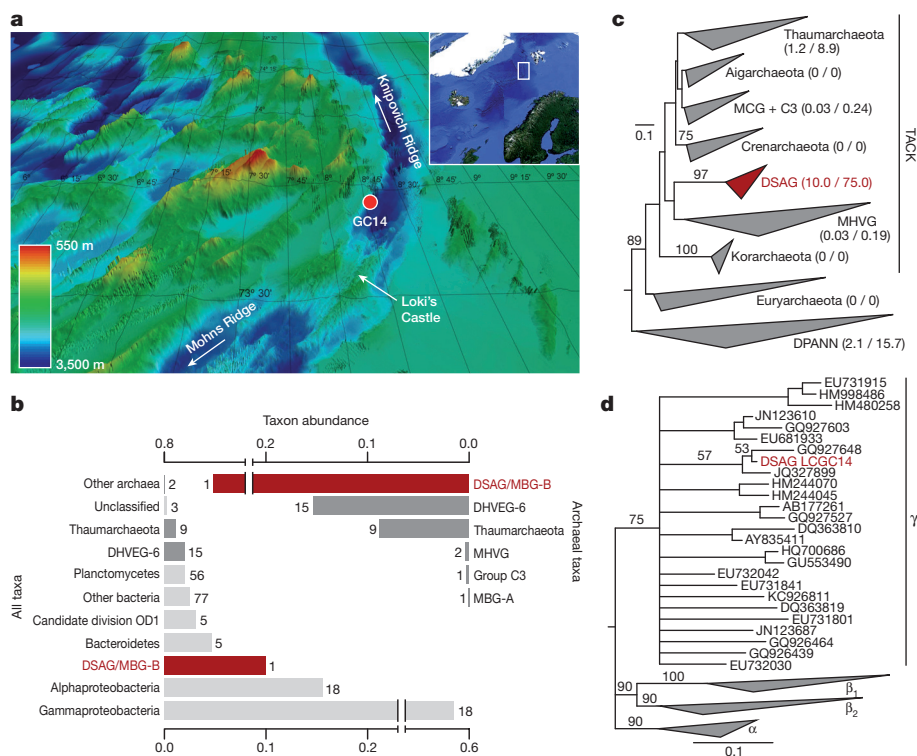 a
Knipovich Ridge
GC14
Loki's
Castle
Mohns Ridge
73º 30'
550 m
3,500 m
b
Taxon abundance
0.8 0.2 0.1 0.0
All taxa
Archaeal taxa
Other archaea 2 1 DSAG/MBG-B
Unclassified 3 15 DHVEG-6
Thaumarchaeota 9 9 Thaumarchaeota
DHVEG-6 15 2 MHVG
Planctomycetes 56 1 Group C3
Other bacteria 77 1 MBG-A
Candidate division OD1 5
Bacteroidetes 5
DSAG/MBG-B 1
Alphaproteobacteria 18
Gammaproteobacteria 18
0.0 0.1 0.2 0.6
c
Thaumarchaeota
(1.2 / 8.9)
Aigarchaeota (0 / 0)
MCG + C3 (0.03 / 0.24)
0.1
75
Crenarchaeota (0 / 0)
97
DSAG (10.0 / 75.0)
MHVG
(0.03 / 0.19)
89
100
Korarchaeota (0 / 0)
Euryarchaeota (0 / 0)
DPANN (2.1 / 15.7)
TACK
d
EU731915
HM998486
HM480258
JN123610
GQ927603
EU681933
53
GQ927648
57
DSAG LCGC14
JQ327899
HM244070
HM244045
AB177261
GQ927527
DQ363810
75
AY835411
HQ700686
GU553490
EU732042
EU731841
KC926811
DQ363819
EU731801
JN123687
GQ926464
GQ926439
EU732030
γ
100
β1
90
90
β2
90
α
0.1